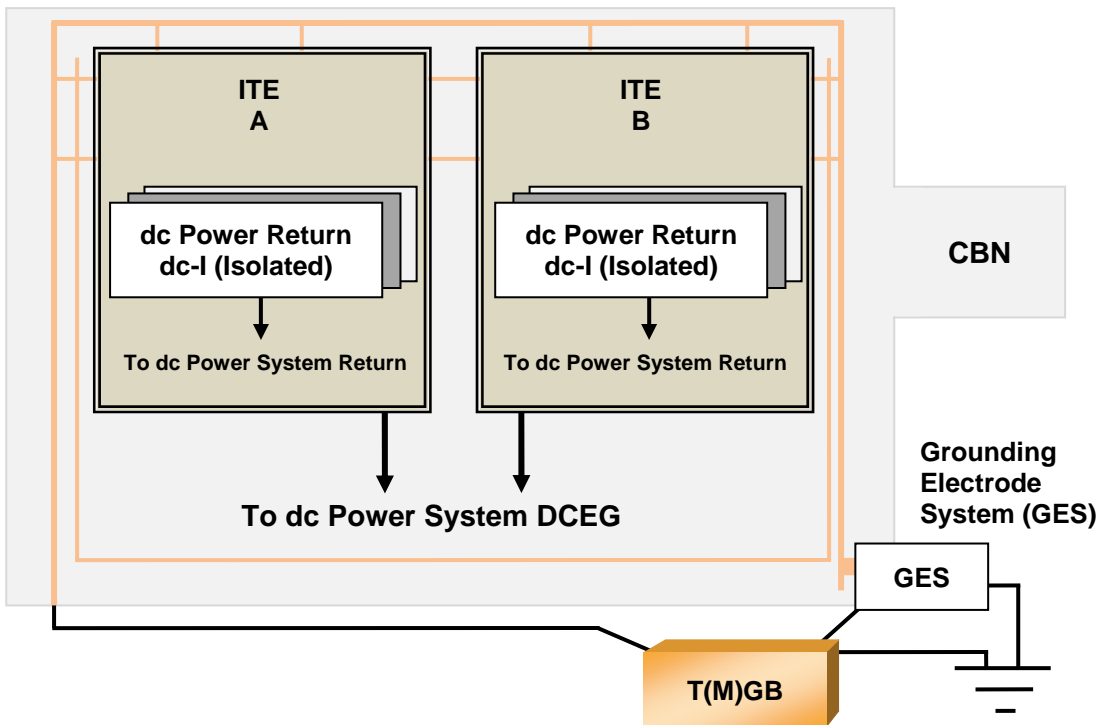 ITE
A
dc Power Return
dc-I (Isolated)
To dc Power System Return
ITE
B
dc Power Return
dc-I (Isolated)
To dc Power System Return
CBN
To dc Power System DCEG
Grounding
Electrode
System (GES)
GES
T(M)GB